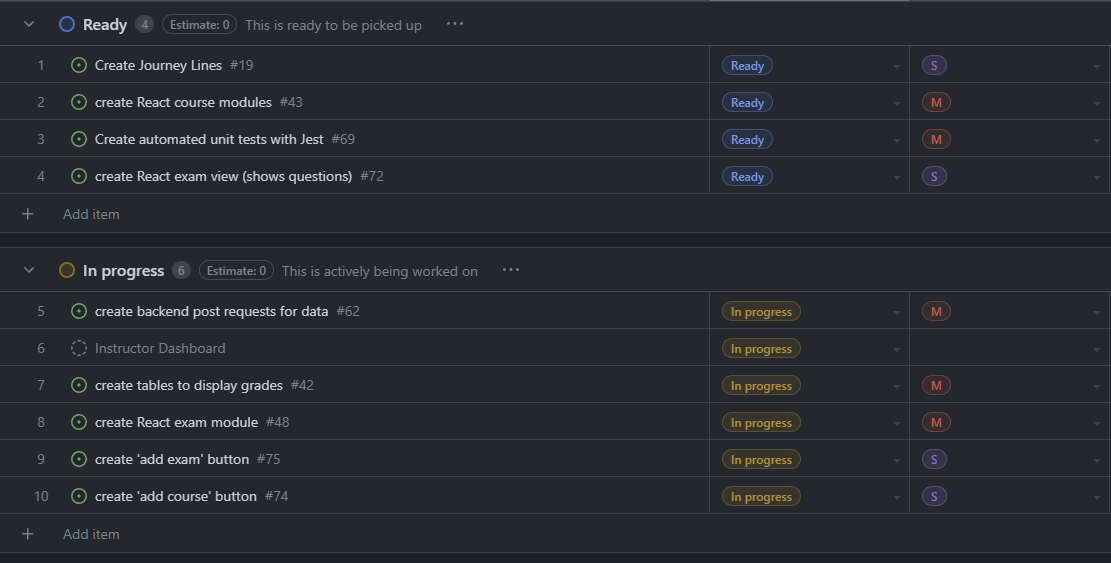 Ready 4 Estimate: 0 This is ready to be picked up ...
1 Create Journey Lines #19 Ready S
2 create React course modules #43 Ready M
3 Create automated unit tests with Jest #69 Ready M
4 create React exam view (shows questions) #72 Ready S
+ Add item
In progress 6 Estimate: 0 This is actively being worked on ...
5 create backend post requests for data #62 In progress M
6 Instructor Dashboard In progress
7 create tables to display grades #42 In progress M
8 create React exam module #48 In progress M
9 create 'add exam' button #75 In progress S
10 create 'add course' button #74 In progress S
+ Add item